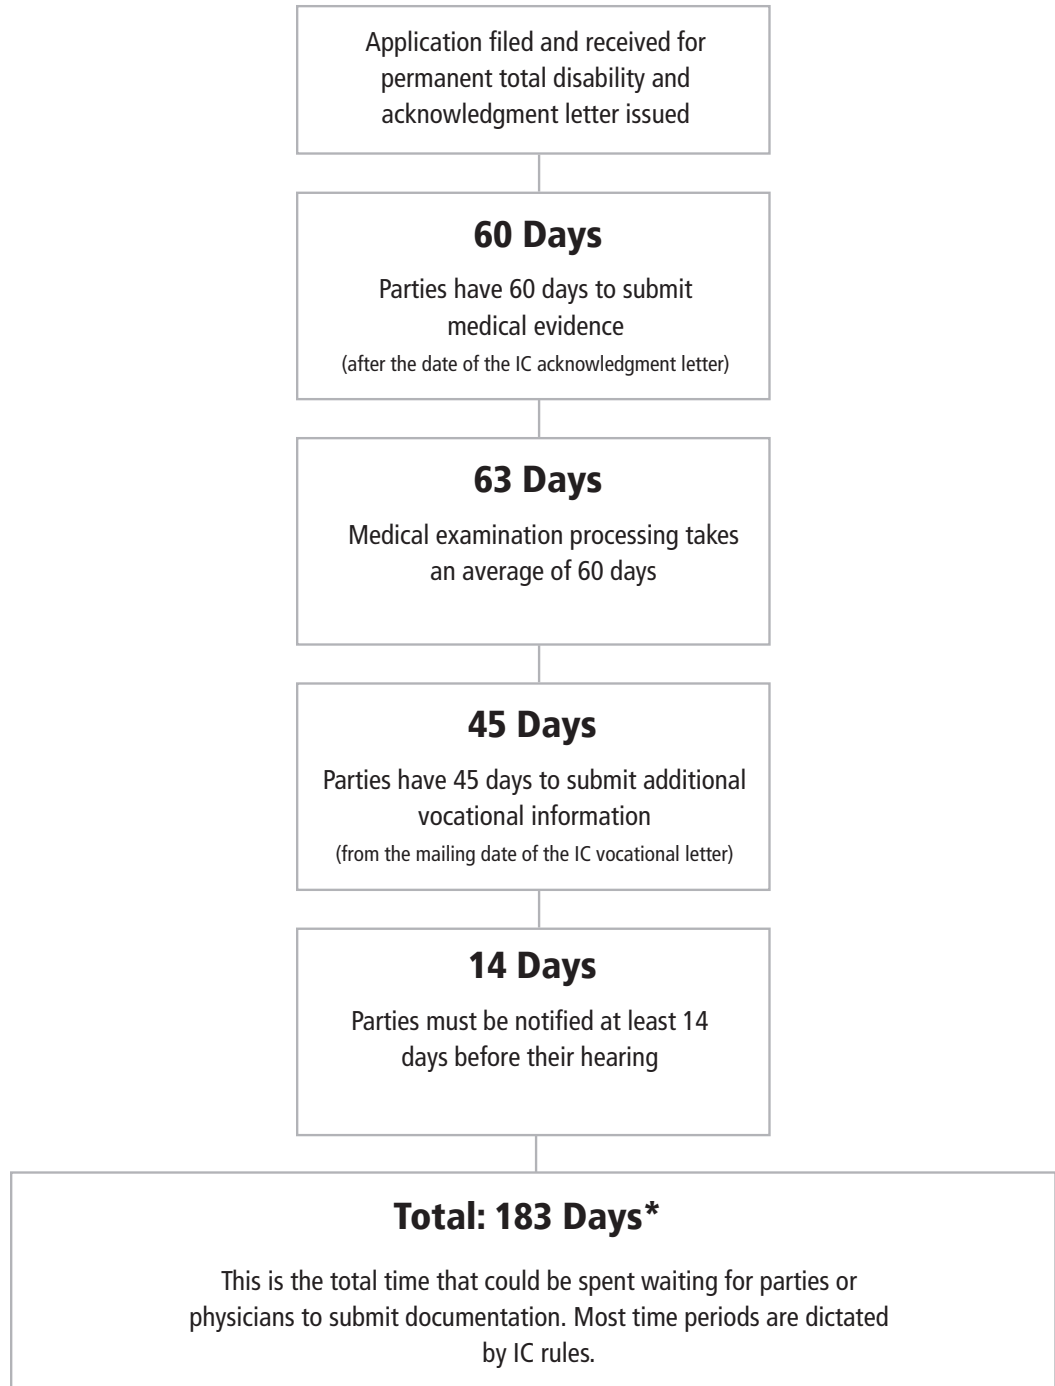 Application filed and received for
permanent total disability and
acknowledgment letter issued
60 Days
Parties have 60 days to submit
medical evidence
(after the date of the IC acknowledgment letter)
63 Days
Medical examination processing takes
an average of 60 days
45 Days
Parties have 45 days to submit additional
vocational information
(from the mailing date of the IC vocational letter)
14 Days
Parties must be notified at least 14
days before their hearing
Total: 183 Days*
This is the total time that could be spent waiting for parties or
physicians to submit documentation. Most time periods are dictated
by IC rules.